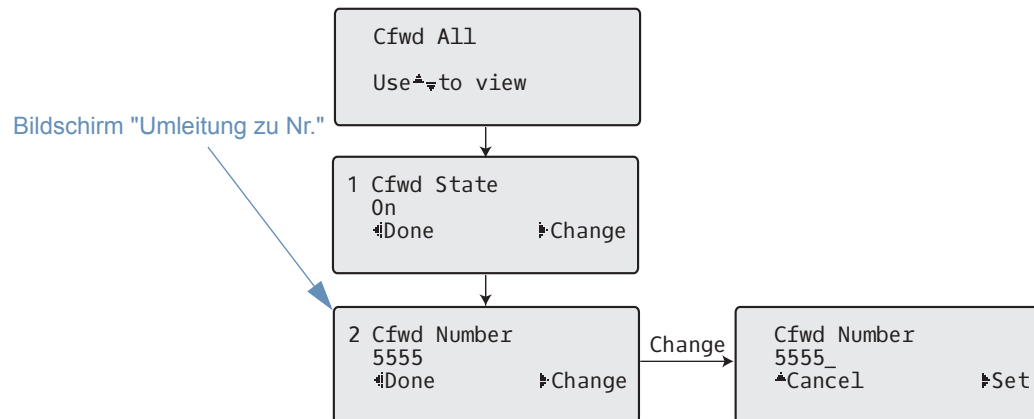 Cfwd All
Use to view
Bildschirm "Umleitung zu Nr."
1 Cfwd State
On
Done Change
2 Cfwd Number
5555
Done Change
Change
Cfwd Number
5555_
Cancel Set